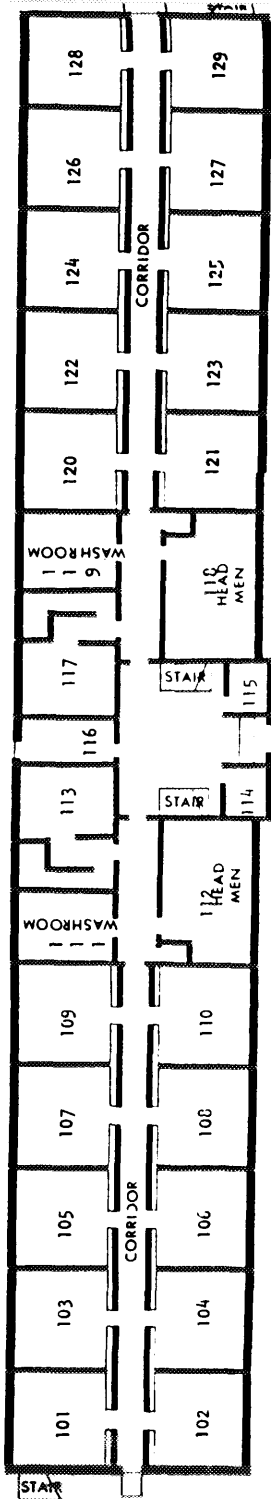 128
129
126
127
124
125
CORRIDOR
122
123
120
121
WASHROOM
119
118
HEAD
MEN
117
STAIR
115
116
113
STAIR
114
112
HEAD
MEN
WASHROOM
111
109
110
107
108
105
106
CORRIDOR
103
104
101
102
STAIR